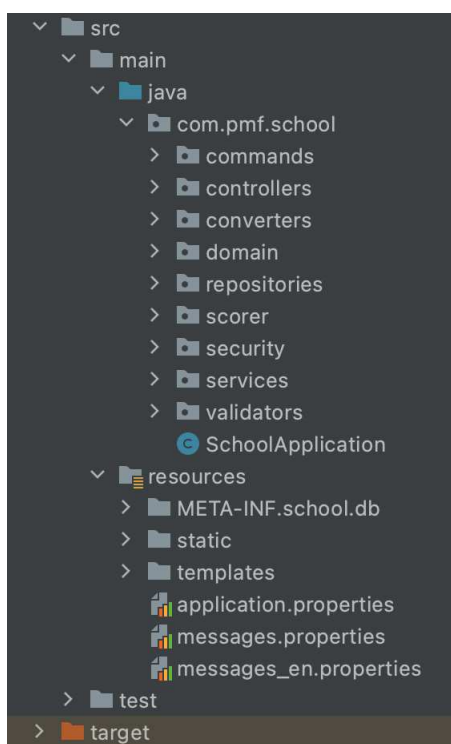 src
main
java
com.pmf.school
commands
controllers
converters
domain
repositories
scorer
security
services
validators
C SchoolApplication
resources
META-INF.school.db
static
templates
application.properties
messages.properties
messages_en.properties
test
target